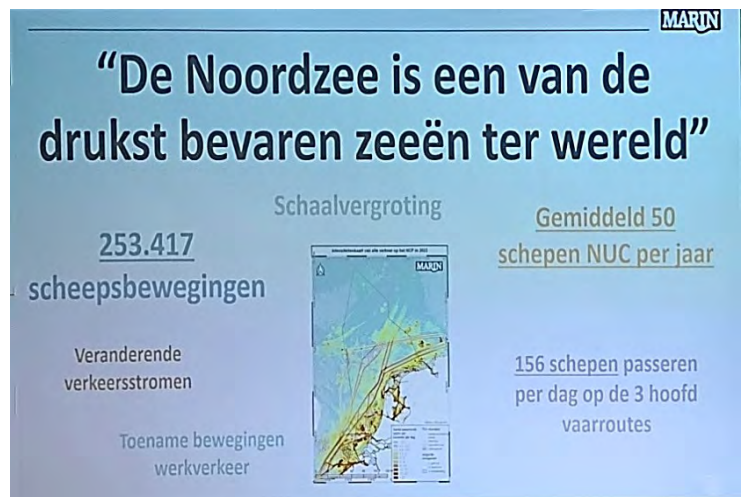 MARIN
“De Noordzee is een van de
drukst bevaren zeeën ter wereld”
Schaalvergroting
253.417
scheepsbewegingen
Gemiddeld 50
schepen NUC per jaar
MARIN
Veranderende
verkeersstromen
156 schepen passeren
per dag op de 3 hoofd
vaarroutes
Toename bewegingen
werkverkeer